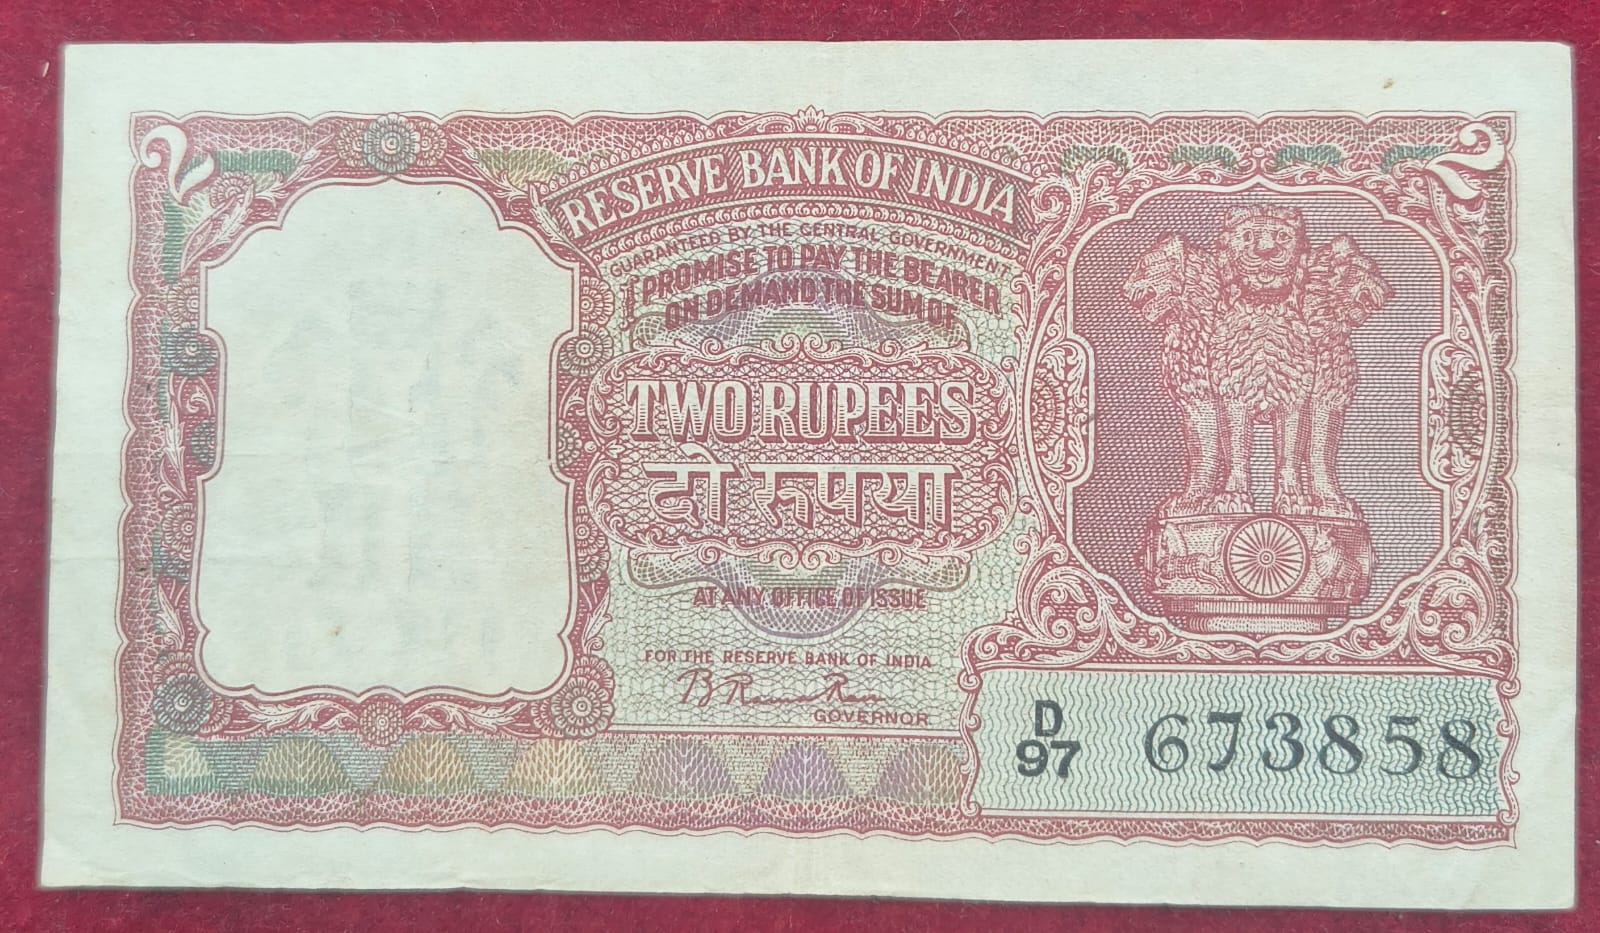 2 2
RESERVE BANK OF INDIA
GUARANTEED BY THE CENTRAL GOVERNMENT
I PROMISE TO PAY THE BEARER
ON DEMAND THE SUM OF
TWO RUPEES
दो रुपया
AT ANY OFFICE OF ISSUE
FOR THE RESERVE BANK OF INDIA
B Rama Rau
GOVERNOR
D
97 673858